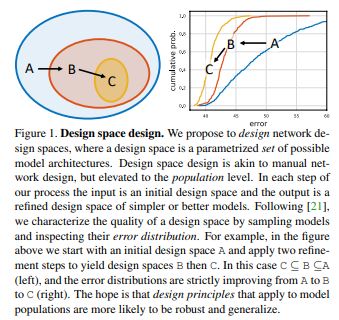 A
B
C
cumulative prob.
1.0
0.8
0.6
0.4
0.2
0.0
B
A
C
40
45
50
55
60
error
Figure 1. Design space design. We propose to design network de-
sign spaces, where a design space is a parametrized set of possible
model architectures. Design space design is akin to manual net-
work design, but elevated to the population level. In each step of
our process the input is an initial design space and the output is a
refined design space of simpler or better models. Following [21],
we characterize the quality of a design space by sampling models
and inspecting their error distribution. For example, in the figure
above we start with an initial design space A and apply two refine-
ment steps to yield design spaces B then C. In this case C ⊆ B ⊆ A
(left), and the error distributions are strictly improving from A to B
to C (right). The hope is that design principles that apply to model
populations are more likely to be robust and generalize.